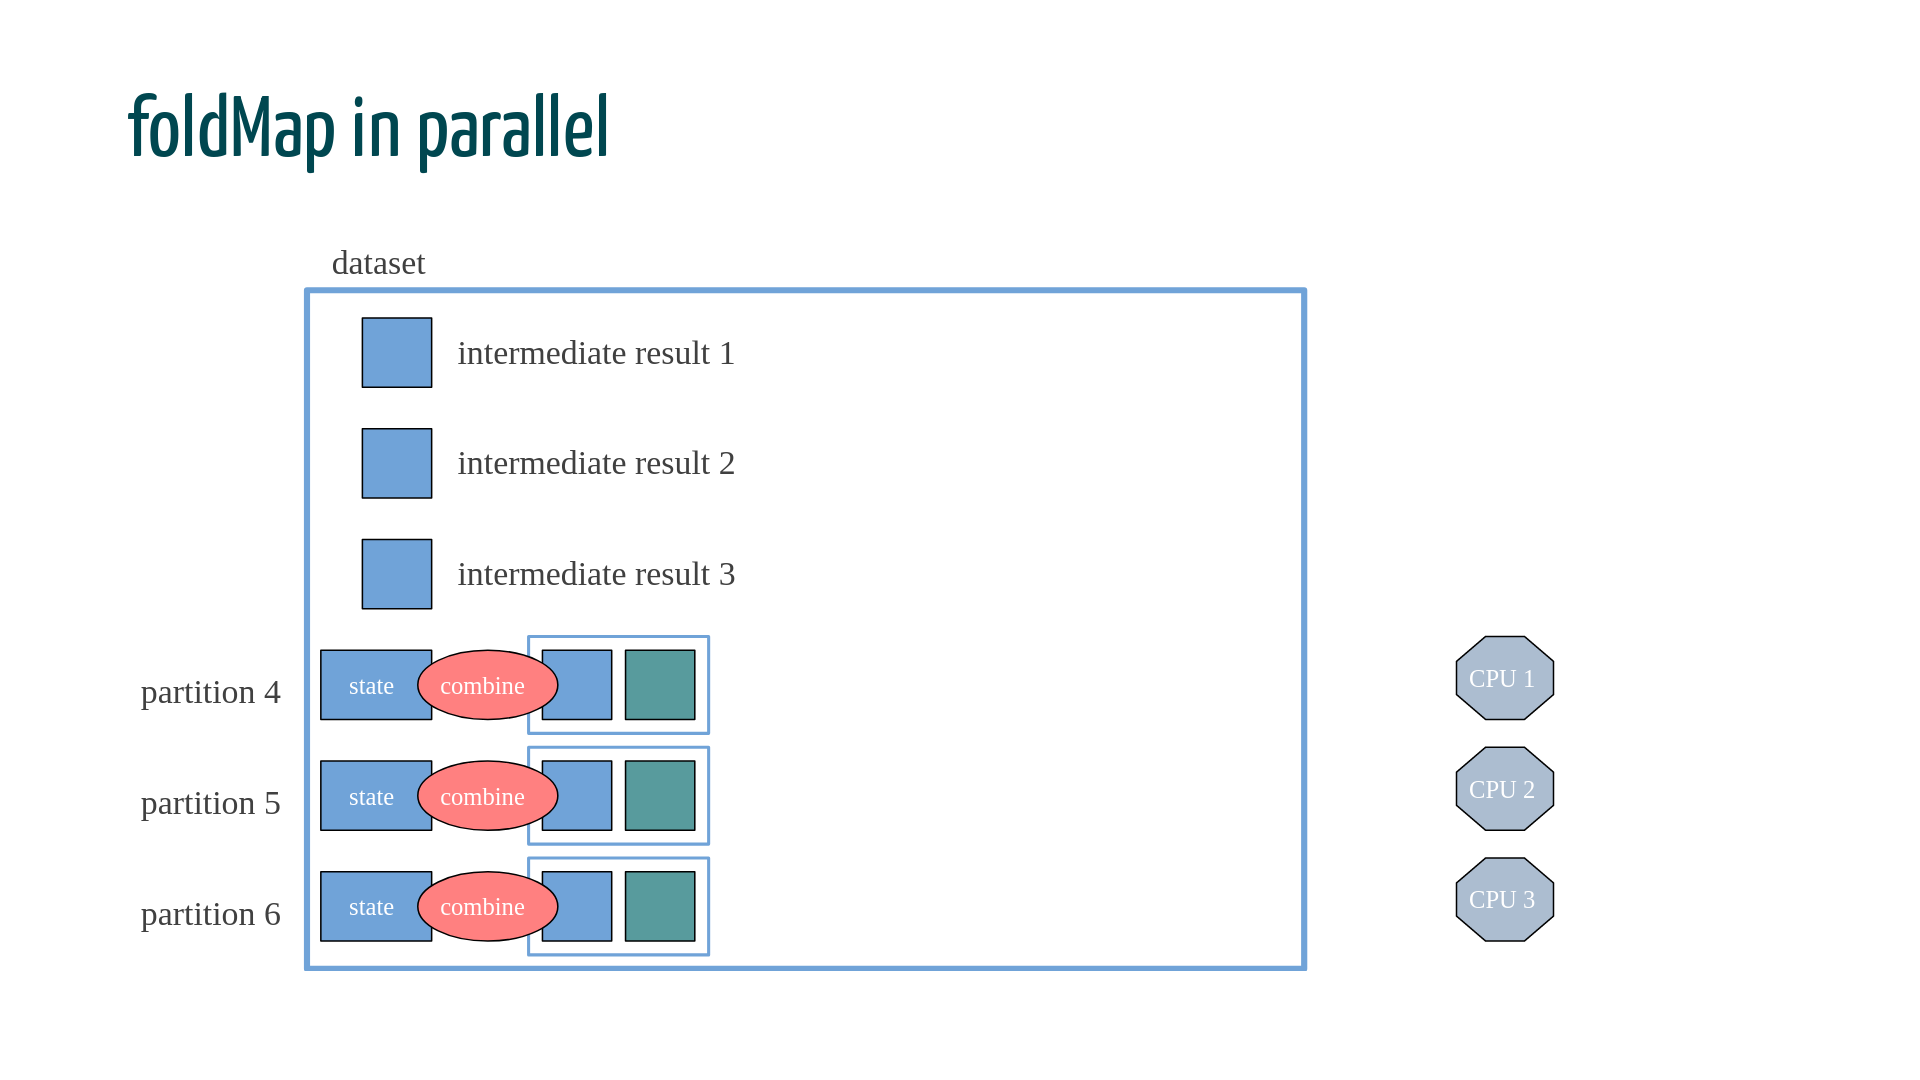 foldMap in parallel
dataset
intermediate result 1
intermediate result 2
intermediate result 3
partition 4 state combine CPU 1
partition 5 state combine CPU 2
partition 6 state combine CPU 3